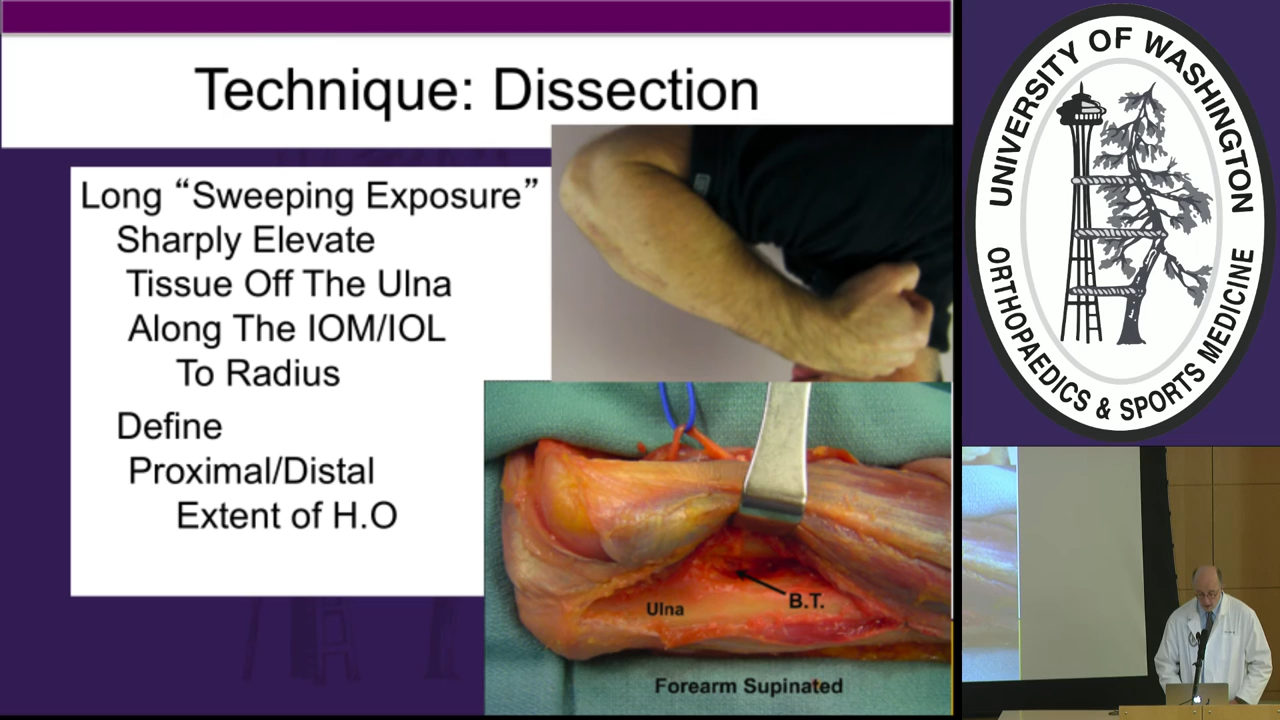 Technique: Dissection
Long “Sweeping Exposure”
Sharply Elevate
Tissue Off The Ulna
Along The IOM/IOL
To Radius
Define
Proximal/Distal
Extent of H.O
Ulna
B.T.
Forearm Supinated
UNIVERSITY OF WASHINGTON
ORTHOPAEDICS & SPORTS MEDICINE